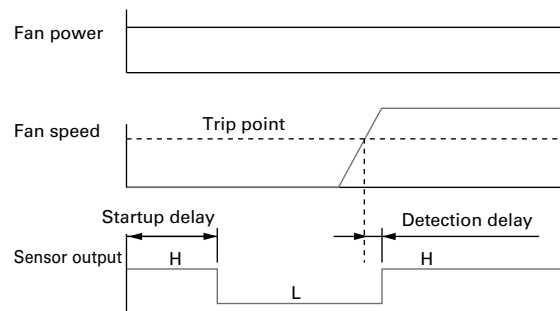 Fan power
Fan speed
Trip point
Startup delay
Detection delay
Sensor output
H
L
H